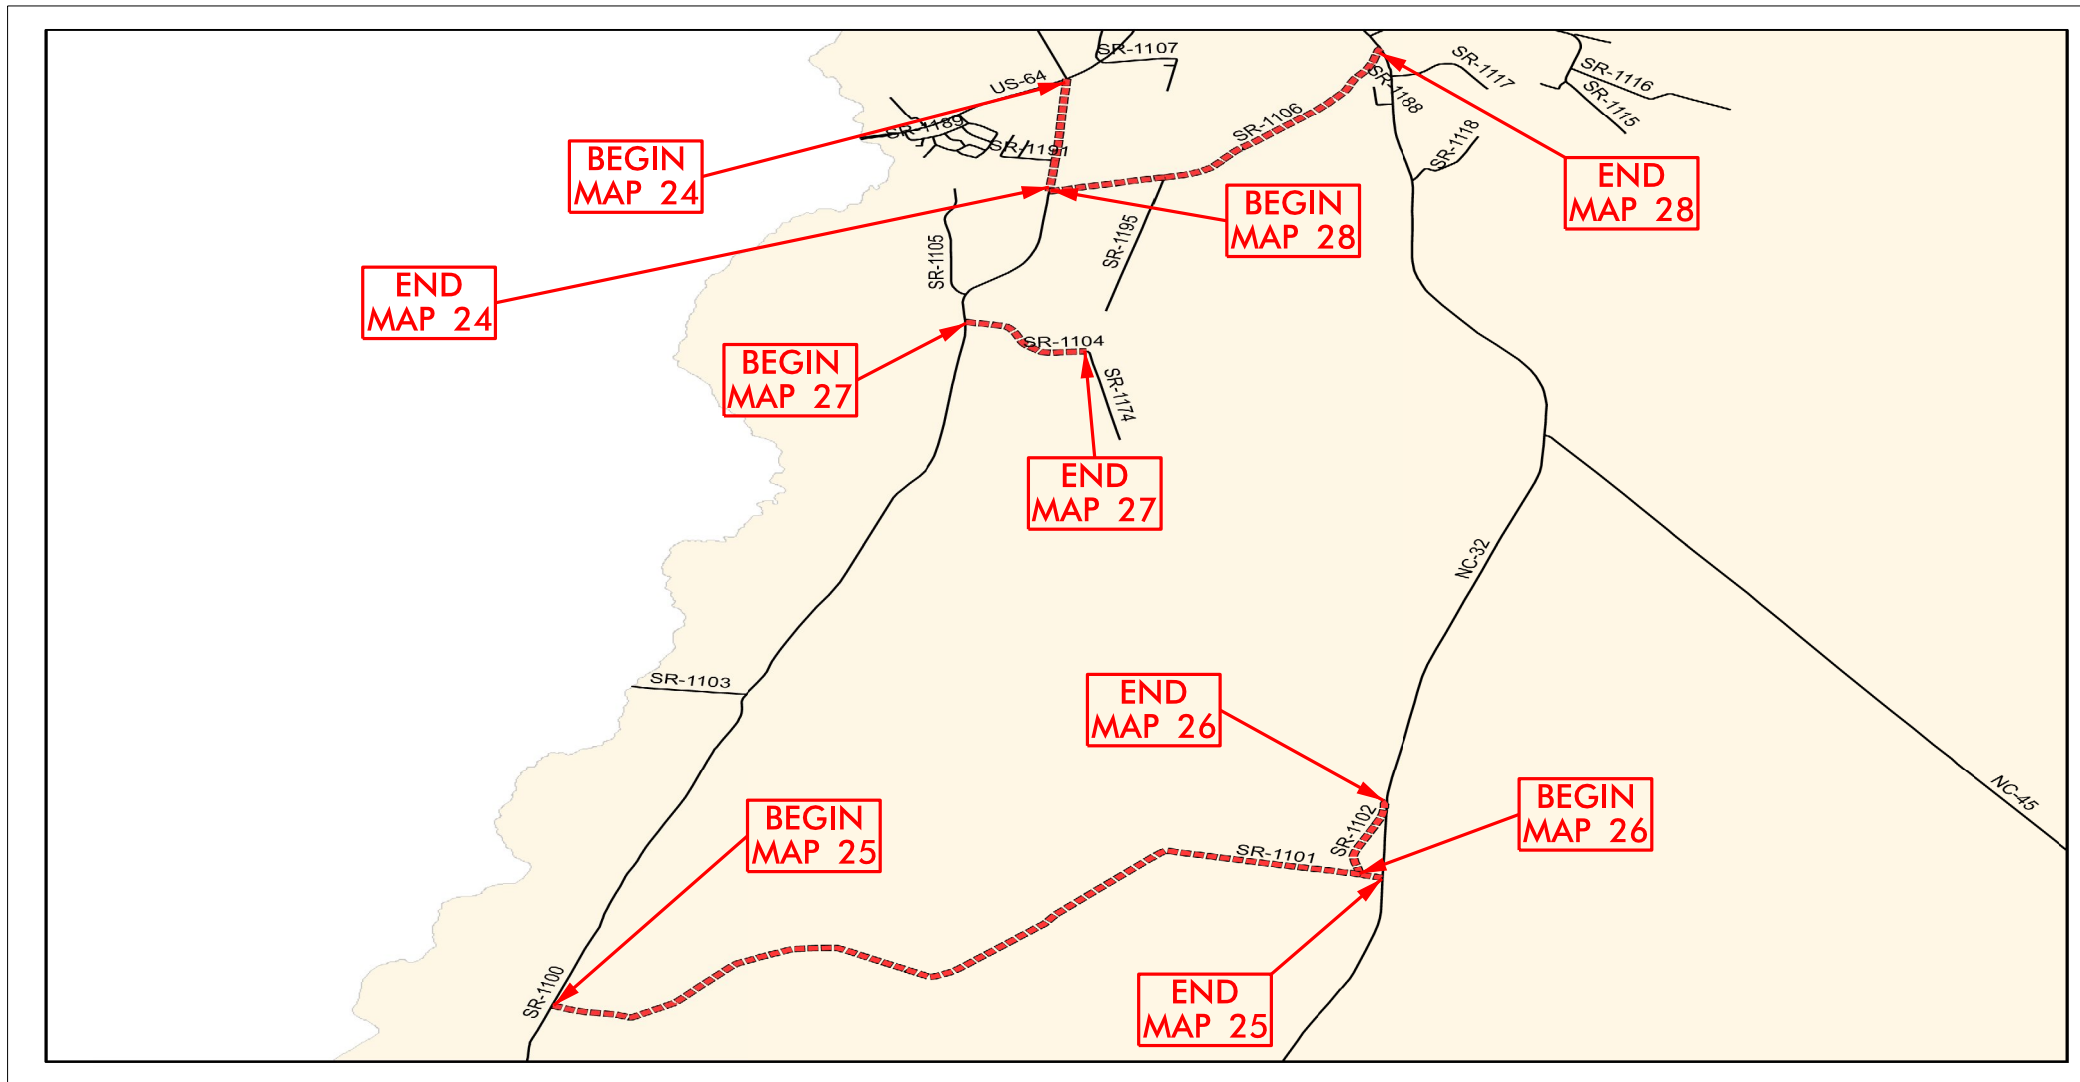 SR-1107
US-64
SR-1189
SR-1191
SR-1106
SR-1188
SR-1117
SR-1116
SR-1115
SR-1118
BEGIN
MAP 24
END
MAP 28
BEGIN
MAP 28
SR-1195
SR-1105
END
MAP 24
SR-1104
BEGIN
MAP 27
SR-1174
END
MAP 27
NC-32
SR-1103
END
MAP 26
NC-45
BEGIN
MAP 26
BEGIN
MAP 25
SR-1102
SR-1101
SR-1100
END
MAP 25